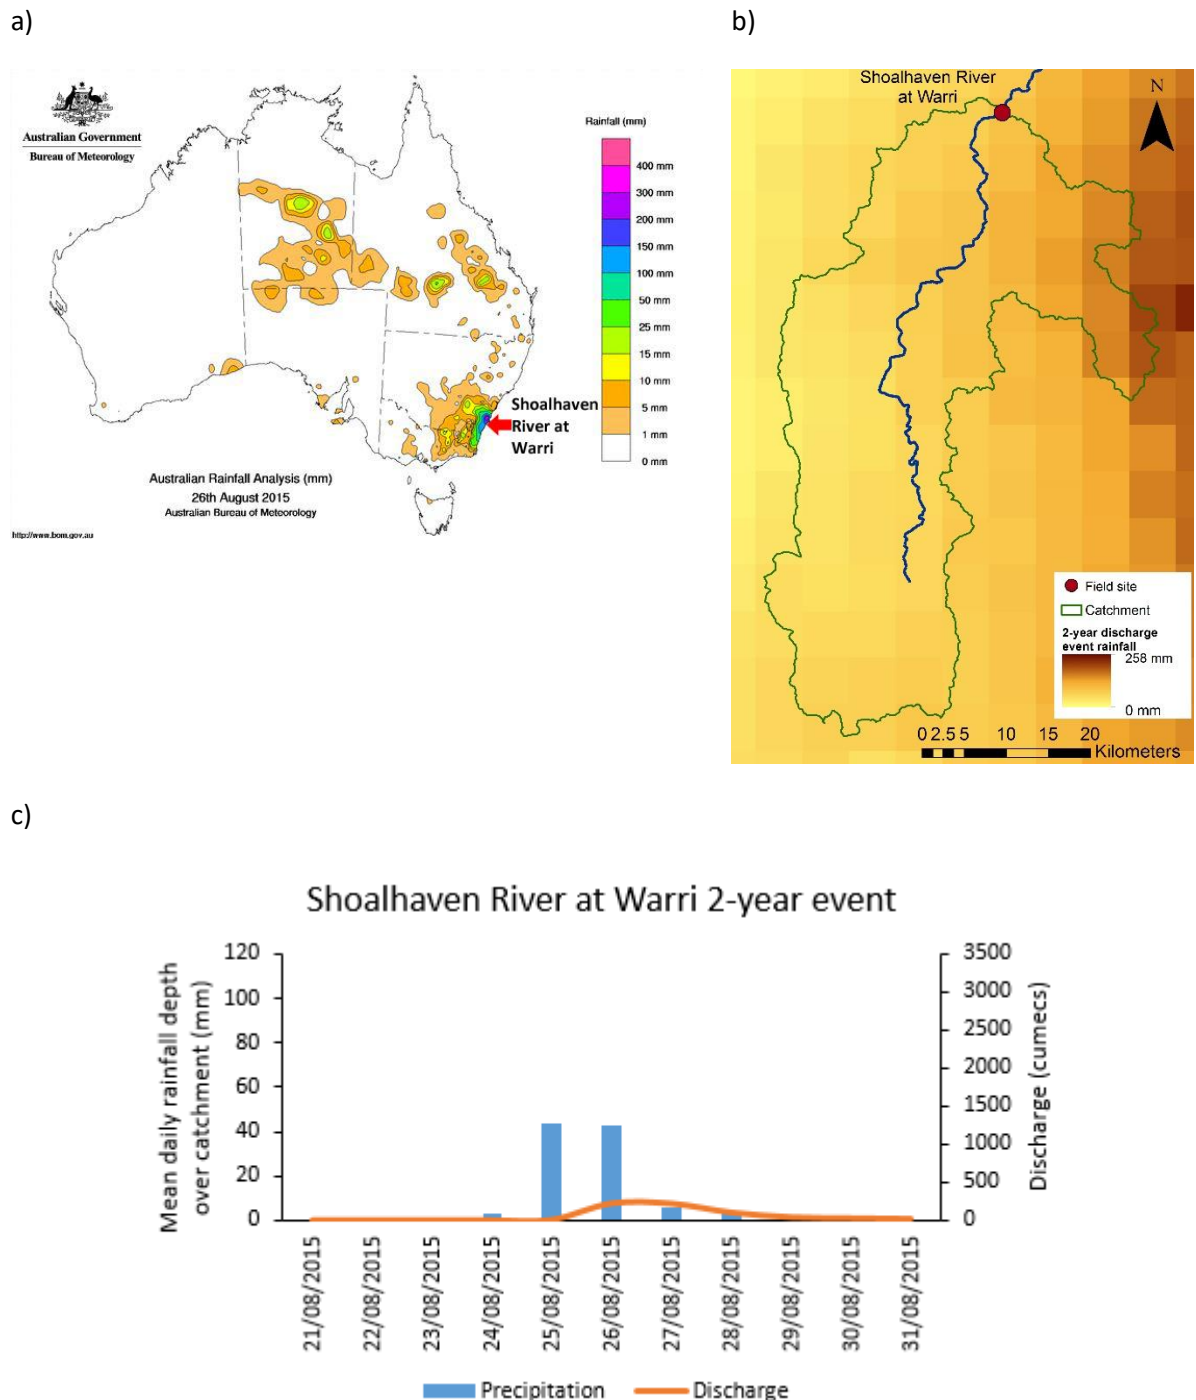 a)
b)
Australian Government
Bureau of Meteorology
Rainfall (mm)
400 mm
300 mm
200 mm
150 mm
100 mm
50 mm
25 mm
15 mm
10 mm
5 mm
1 mm
0 mm
Shoalhaven
River at
Warri
Australian Rainfall Analysis (mm)
26th August 2015
Australian Bureau of Meteorology
http://www.bom.gov.au
Shoalhaven River
at Warri
N
Field site
Catchment
2-year discharge
event rainfall
258 mm
0 mm
0 2.5 5 10 15 20
Kilometers
c)
Shoalhaven River at Warri 2-year event
Mean daily rainfall depth
over catchment (mm)
120
100
80
60
40
20
0
3500
3000
2500
2000
1500
1000
500
0
Discharge (cumecs)
21/08/2015
22/08/2015
23/08/2015
24/08/2015
25/08/2015
26/08/2015
27/08/2015
28/08/2015
29/08/2015
30/08/2015
31/08/2015
Precipitation
Discharge